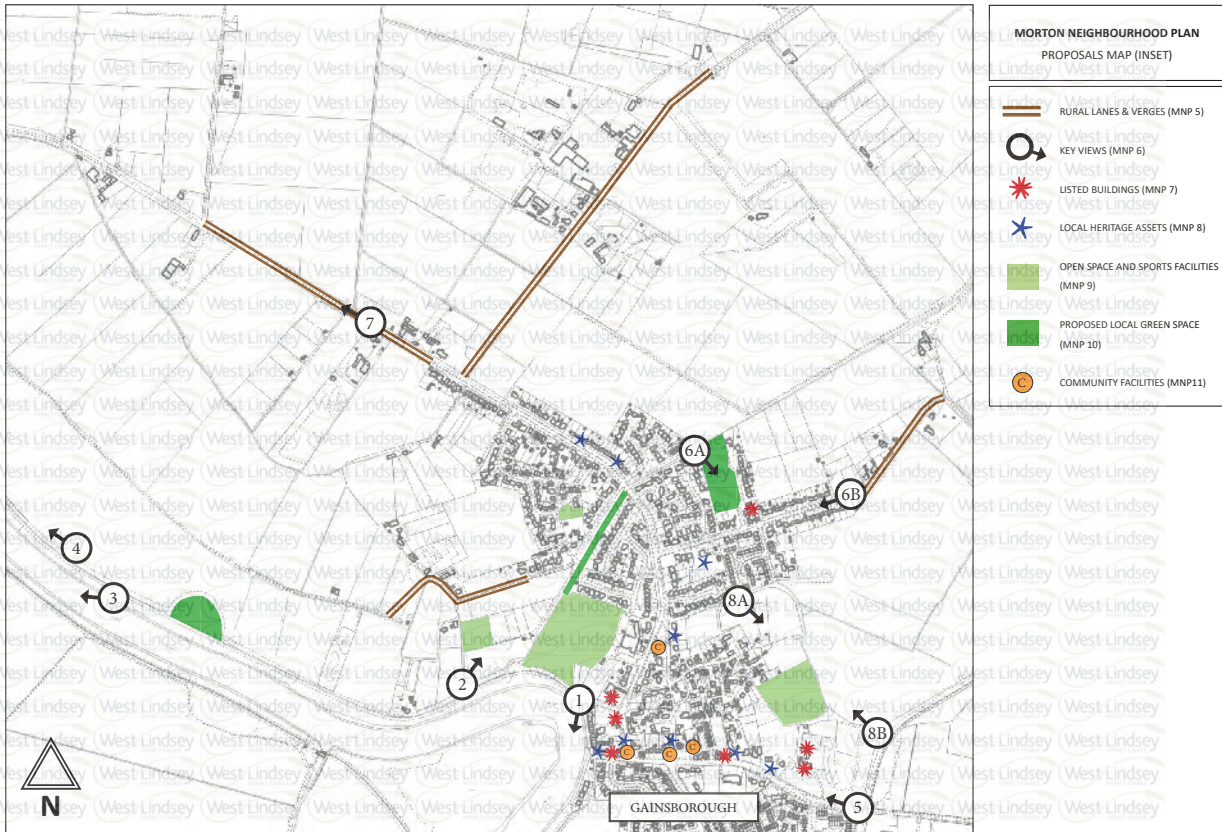 MORTON NEIGHBOURHOOD PLAN
PROPOSALS MAP (INSET)
RURAL LANES & VERGES (MNP 5)
KEY VIEWS (MNP 6)
LISTED BUILDINGS (MNP 7)
LOCAL HERITAGE ASSETS (MNP 8)
OPEN SPACE AND SPORTS FACILITIES
(MNP 9)
PROPOSED LOCAL GREEN SPACE
(MNP 10)
C
COMMUNITY FACILITIES (MNP11)
West Lindsey
7
6A
6B
4
3
8A
C
2
1
8B
C
C
C
5
N
GAINSBOROUGH